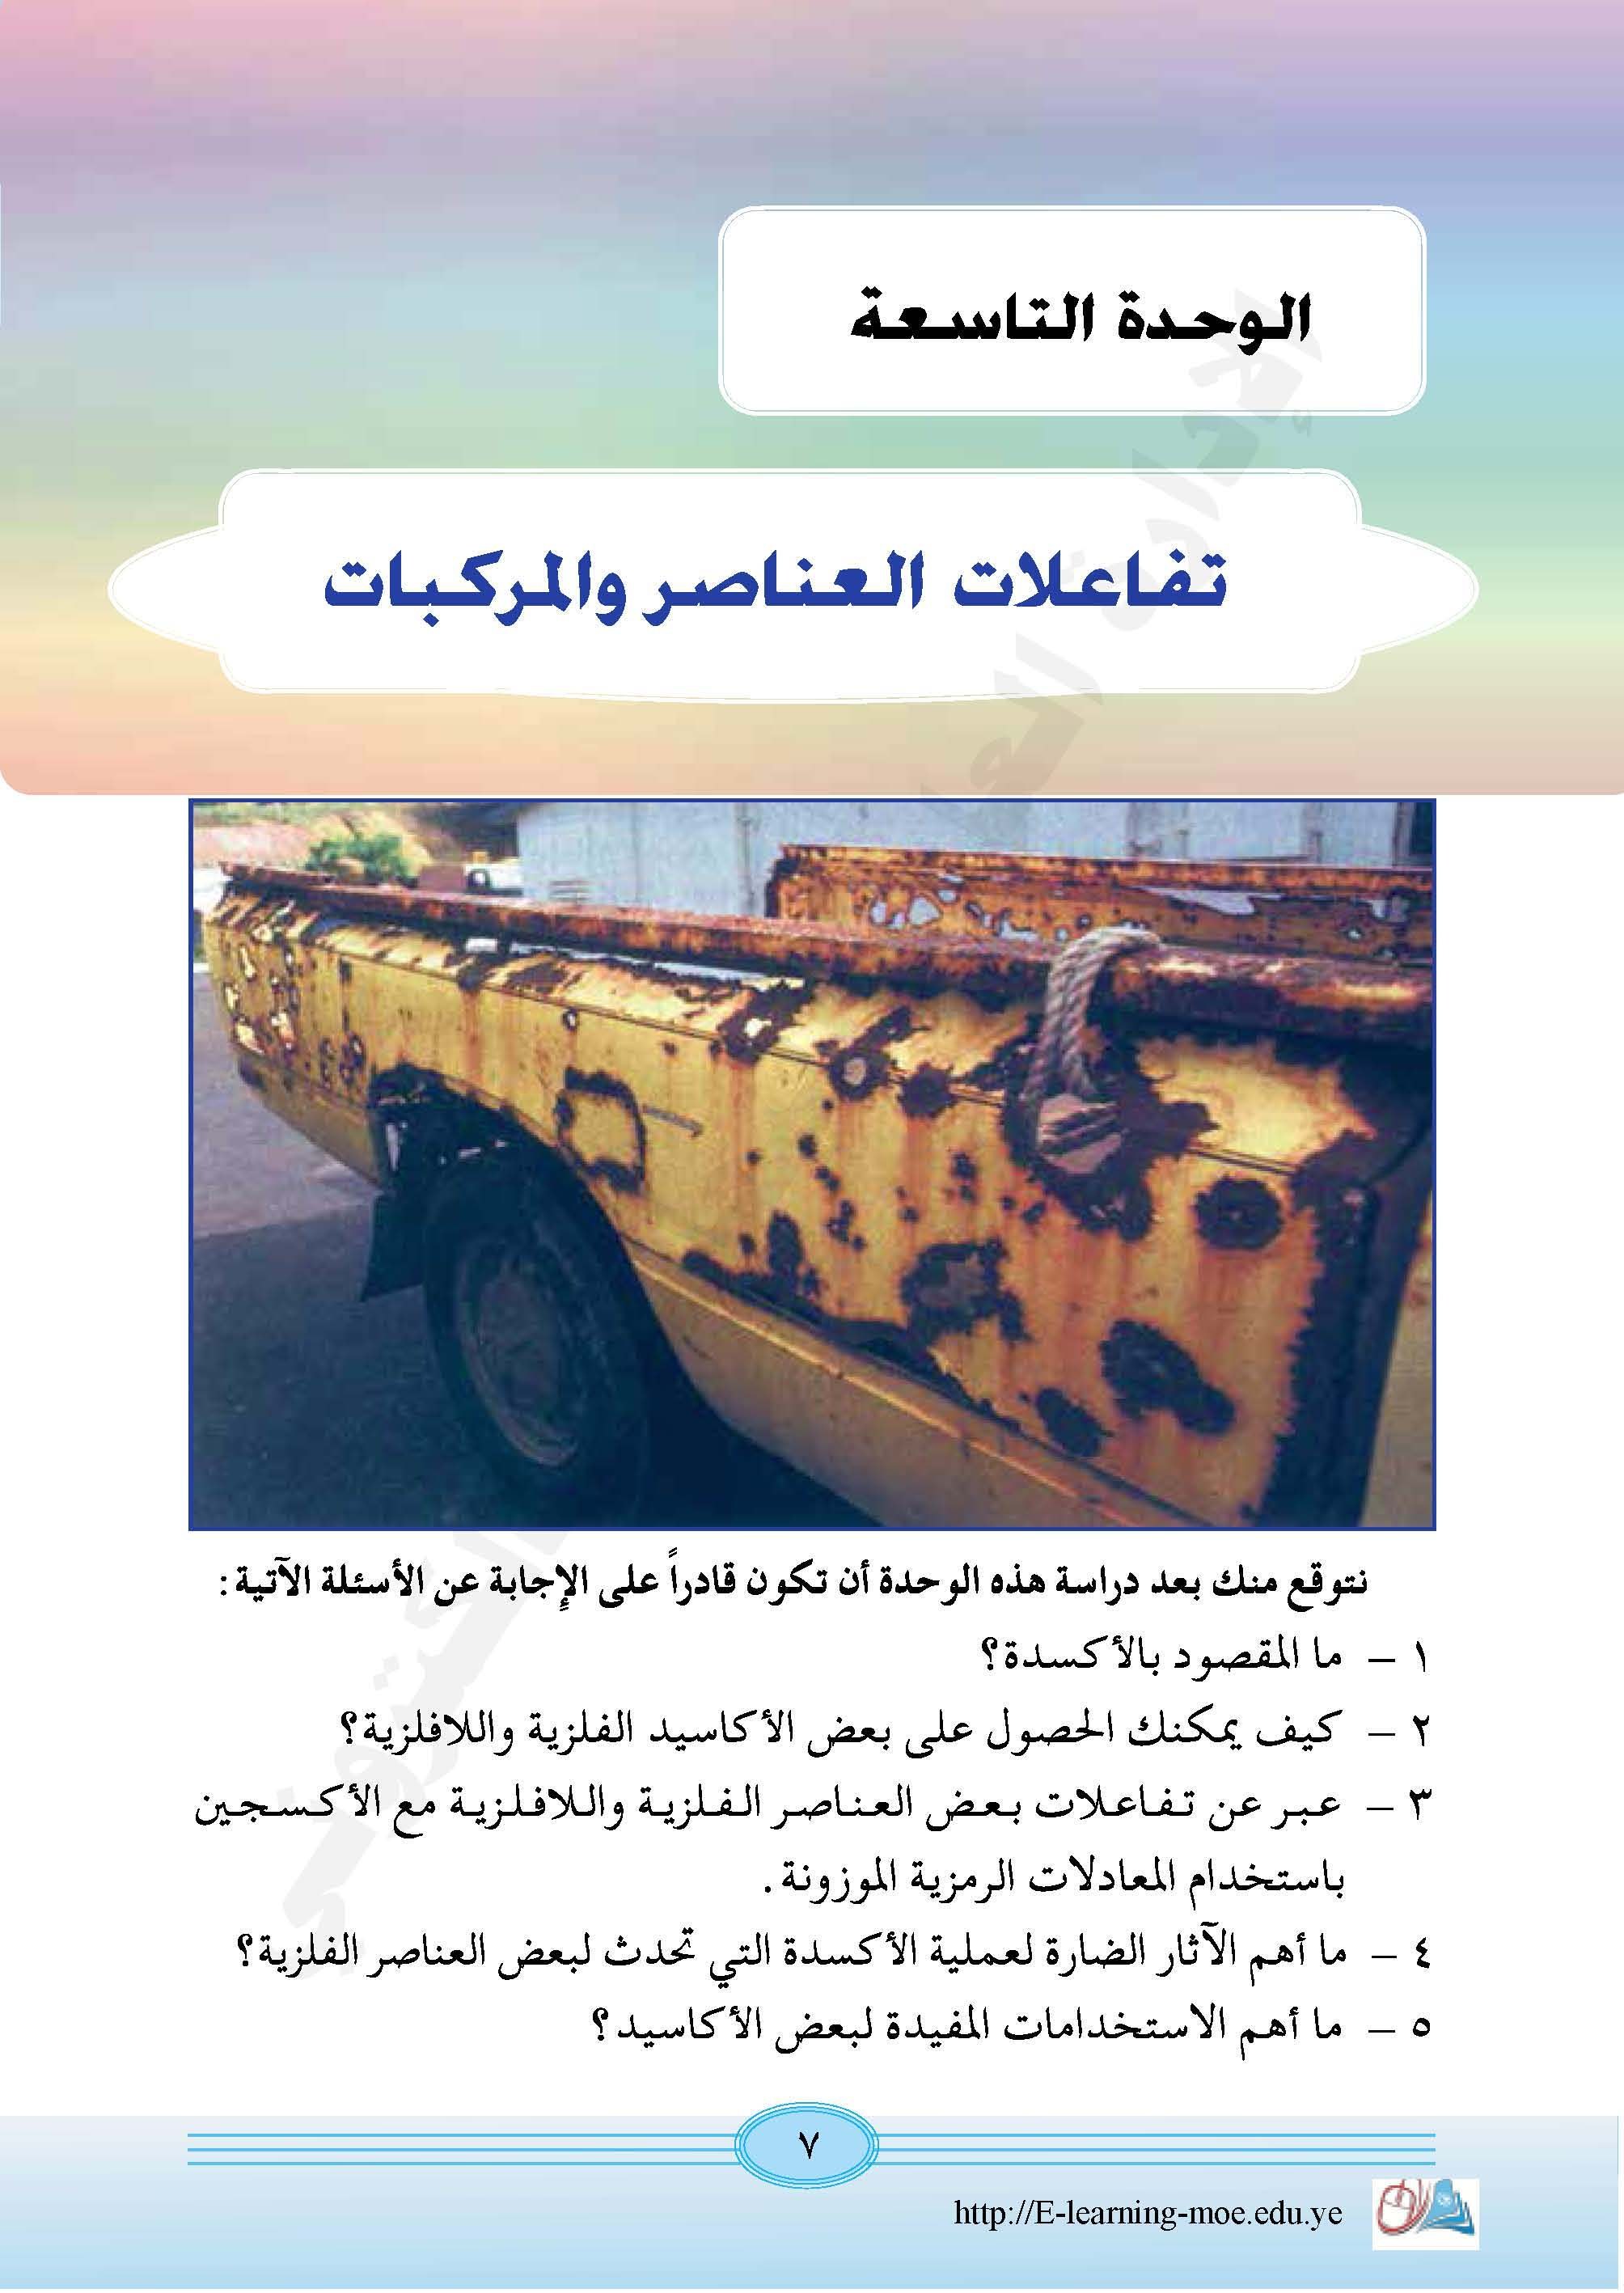 الوحدة التاسعة
تفاعلات العناصر والمركبات
نتوقع منك بعد دراسة هذه الوحدة أن تكون قادراً على الإجابة عن الأسئلة الآتية :
١ – ما المقصود بالأكسدة؟
٢ – كيف يمكنك الحصول على بعض الأكاسيد الفلزية واللافلزية؟
٣ – عبر عن تفاعلات بعض العناصر الفلزية واللافلزية مع الأكسجين
باستخدام المعادلات الرمزية الموزونة .
٤ – ما أهم الآثار الضارة لعملية الأكسدة التي تحدث لبعض العناصر الفلزية؟
٥ – ما أهم الاستخدامات المفيدة لبعض الأكاسيد؟
٧
http://E-learning-moe.edu.ye